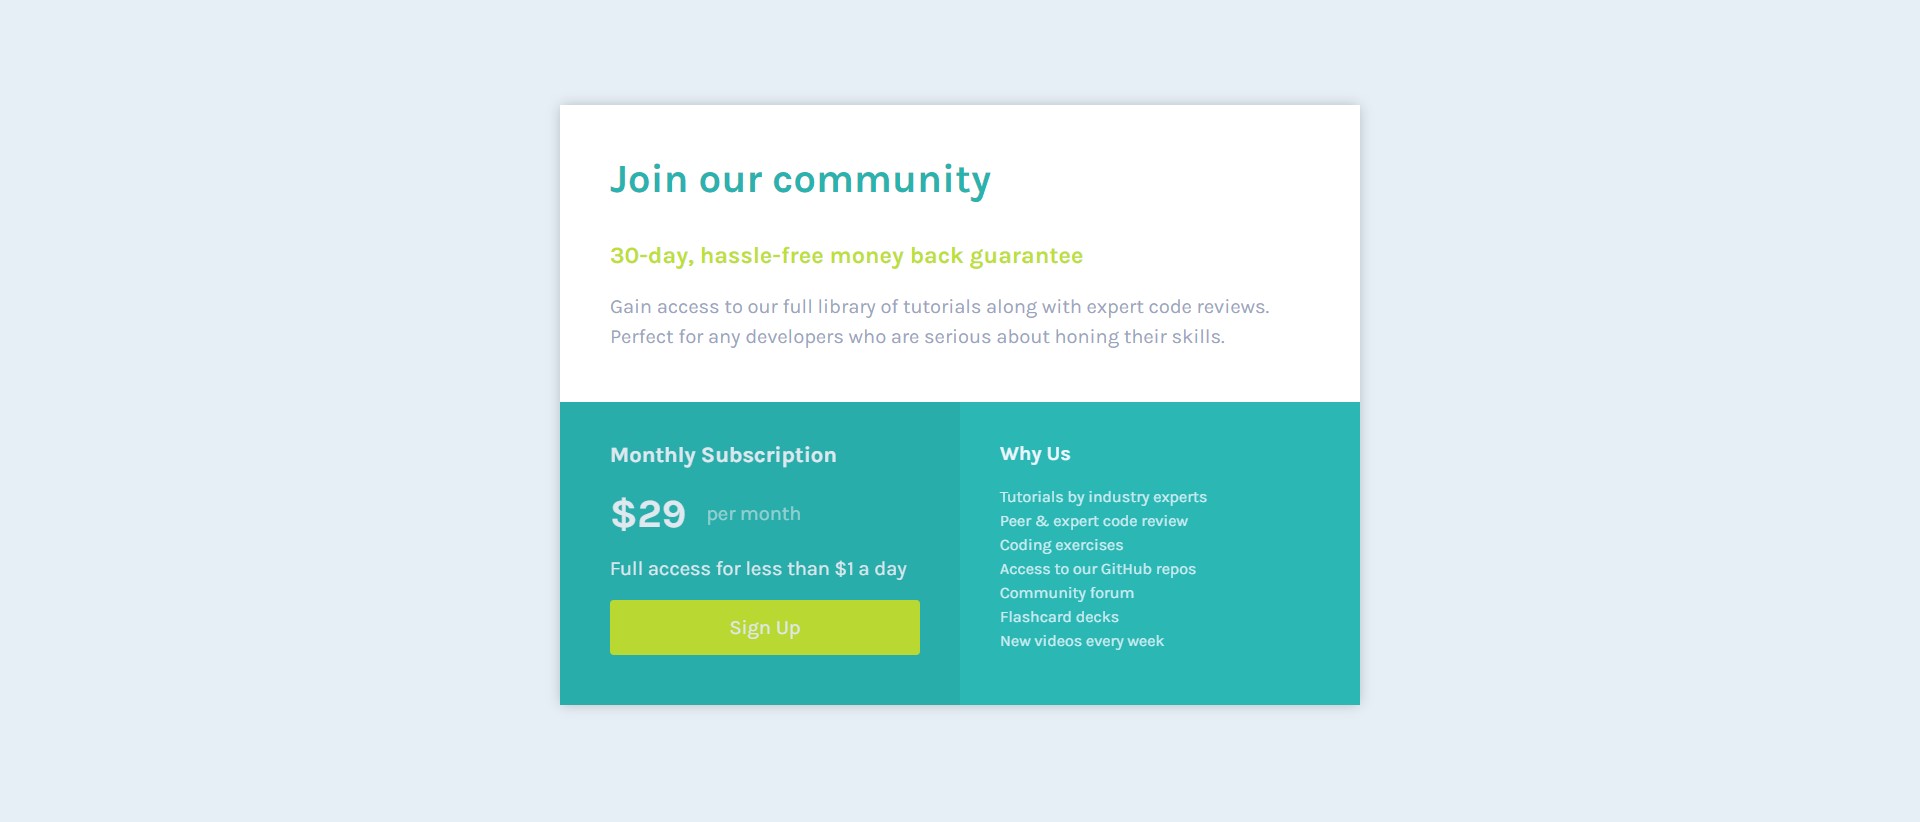 Join our community
30-day, hassle-free money back guarantee
Gain access to our full library of tutorials along with expert code reviews.
Perfect for any developers who are serious about honing their skills.
Monthly Subscription
$29 per month
Full access for less than $1 a day
Sign Up
Why Us
Tutorials by industry experts
Peer & expert code review
Coding exercises
Access to our GitHub repos
Community forum
Flashcard decks
New videos every week